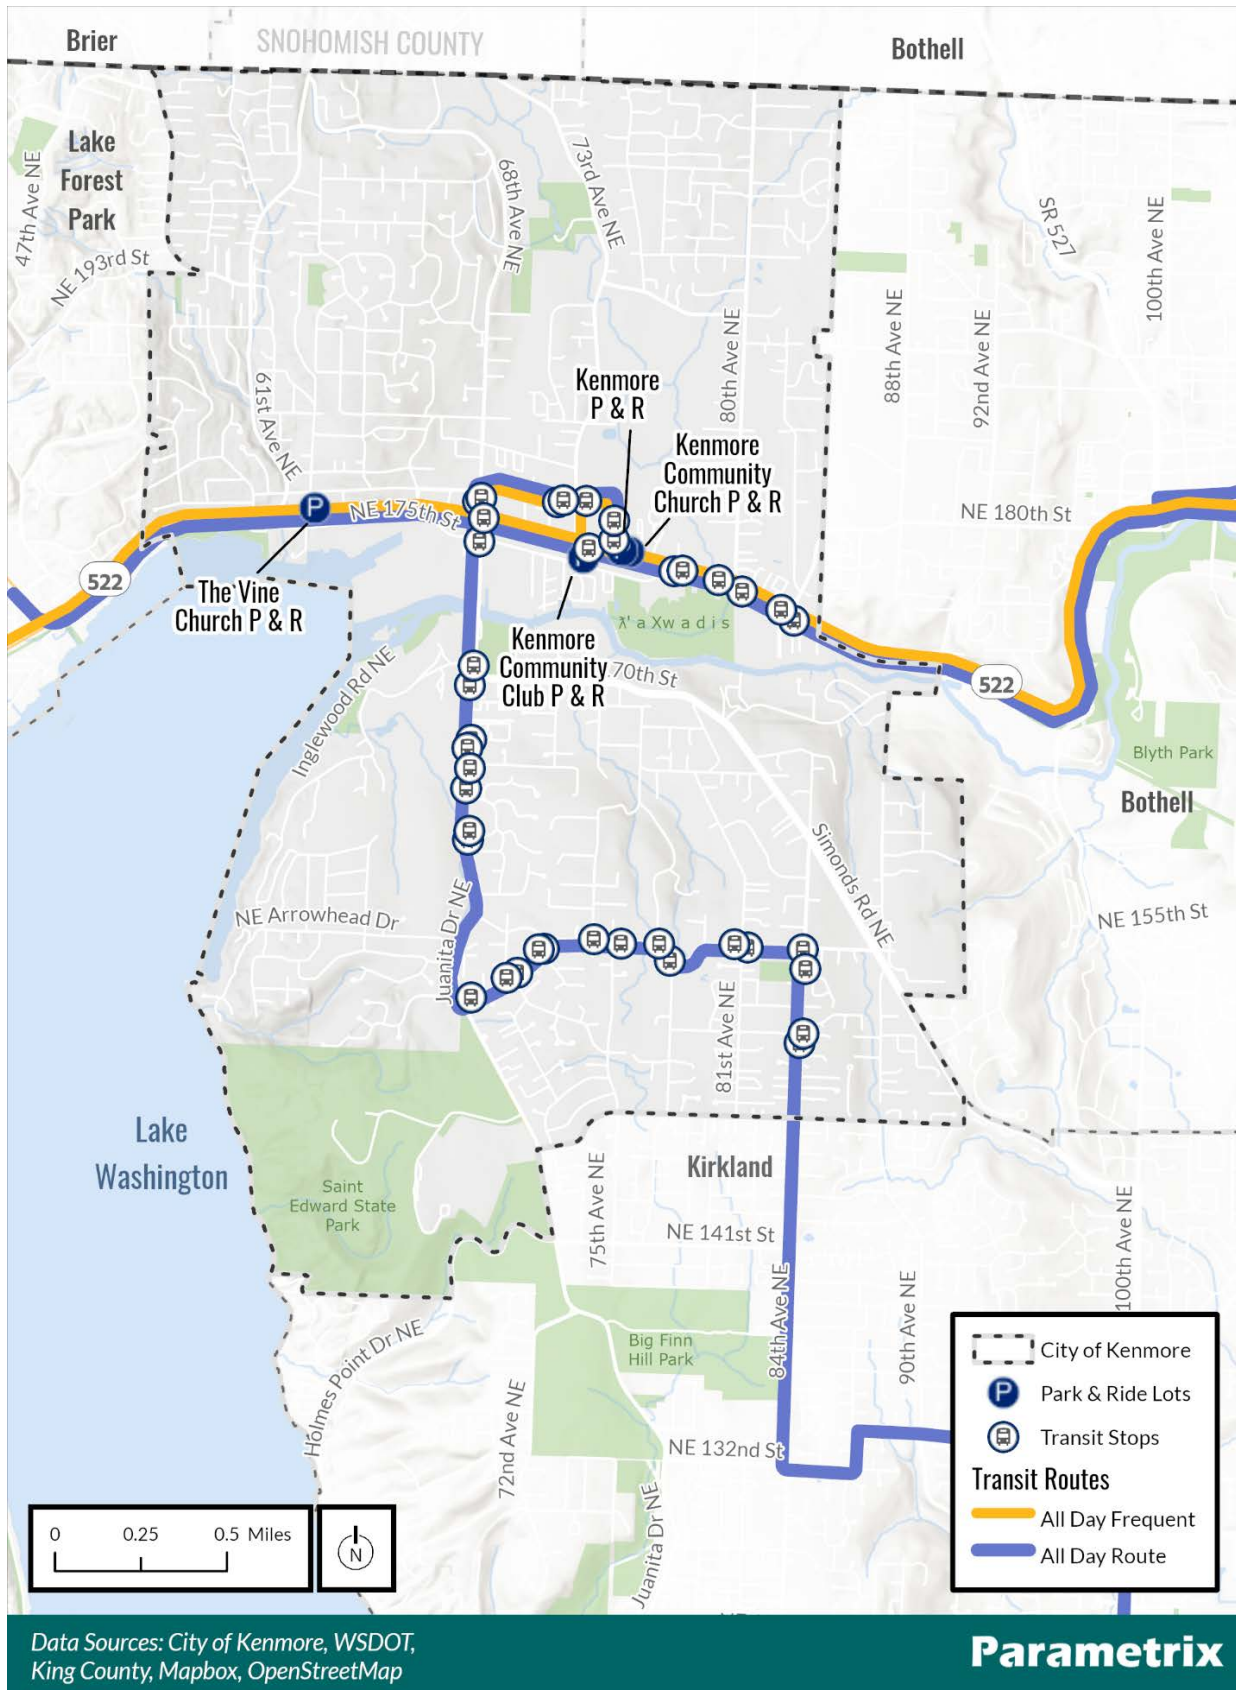 Brier
SNOHOMISH COUNTY
Bothell
Lake
Forest
Park
47th Ave NE
NE 193rd St
68th Ave NE
73rd Ave NE
SR 527
100th Ave NE
88th Ave NE
92nd Ave NE
80th Ave NE
61st Ave NE
Kenmore
P & R
Kenmore
Community
Church P & R
NE 175th St
NE 180th St
P
522
The Vine
Church P & R
ƛ'aXwadis
Kenmore
Community
Club P & R
70th St
522
Inglewood Rd NE
Blyth Park
Bothell
Simonds Rd NE
NE Arrowhead Dr
Juanita Dr NE
NE 155th St
81st Ave NE
Lake
Washington
Kirkland
Saint
Edward State
Park
75th Ave NE
NE 141st St
84th Ave NE
90th Ave NE
100th Ave NE
Big Finn
Hill Park
Holmes Point Dr NE
72nd Ave NE
NE 132nd St
Juanita Dr NE
City of Kenmore
P
Park & Ride Lots
Transit Stops
Transit Routes
All Day Frequent
All Day Route
0 0.25 0.5 Miles
N
Data Sources: City of Kenmore, WSDOT,
King County, Mapbox, OpenStreetMap
Parametrix